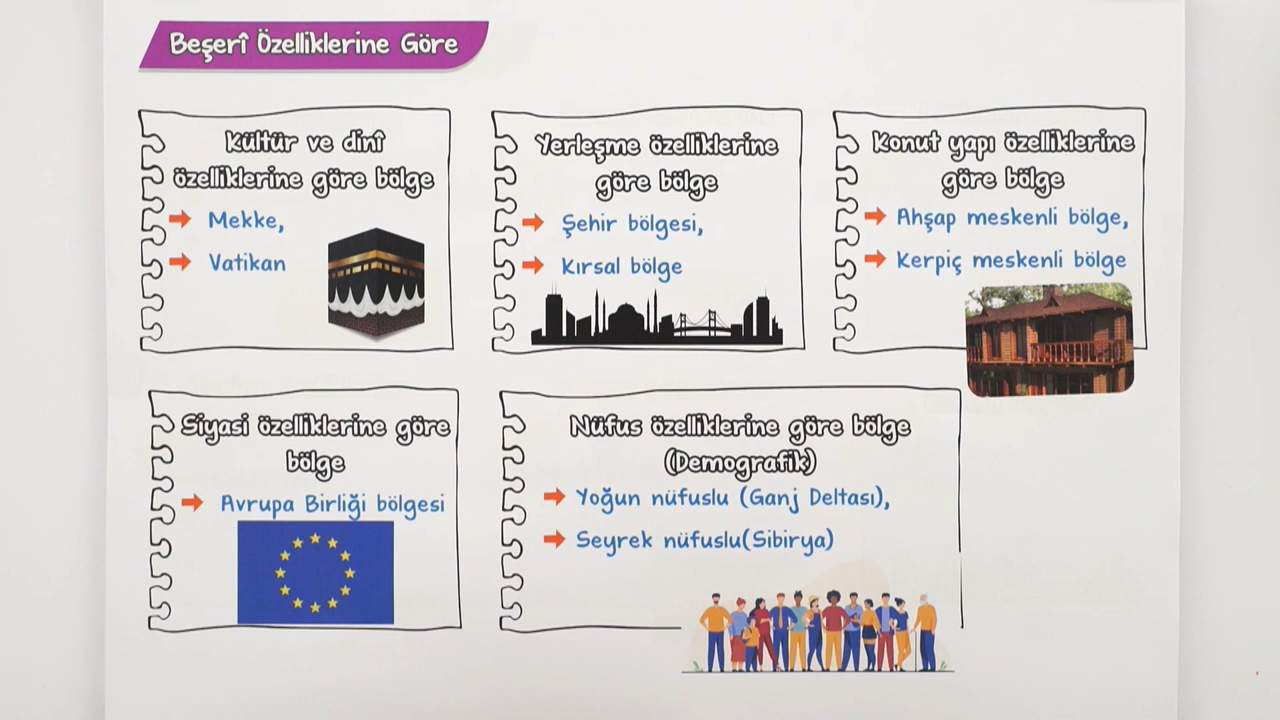 Beşerî Özelliklerine Göre
Kültür ve dinî
özelliklerine göre bölge
Mekke,
Vatikan
Yerleşme özelliklerine
göre bölge
Şehir bölgesi,
Kırsal bölge
Konut yapı özelliklerine
göre bölge
Ahşap meskenli bölge,
Kerpiç meskenli bölge
Siyasi özelliklerine göre
bölge
Avrupa Birliği bölgesi
Nüfus özelliklerine göre bölge
(Demografik)
Yoğun nüfuslu (Ganj Deltası),
Seyrek nüfuslu(Sibirya)